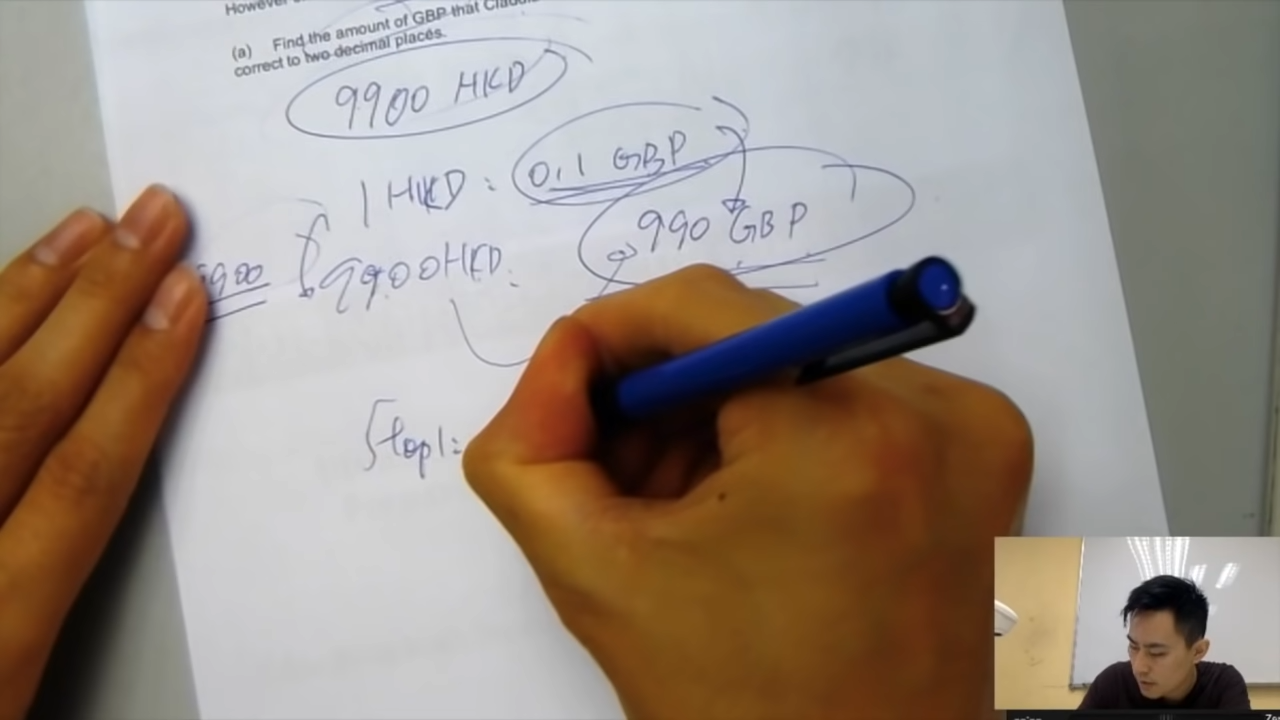 However
(a) Find the amount of GBP that Claudi
correct to two decimal places.
9900 HKD
1 HKD : 0.1 GBP
9900 HKD : 990 GBP
Step1: